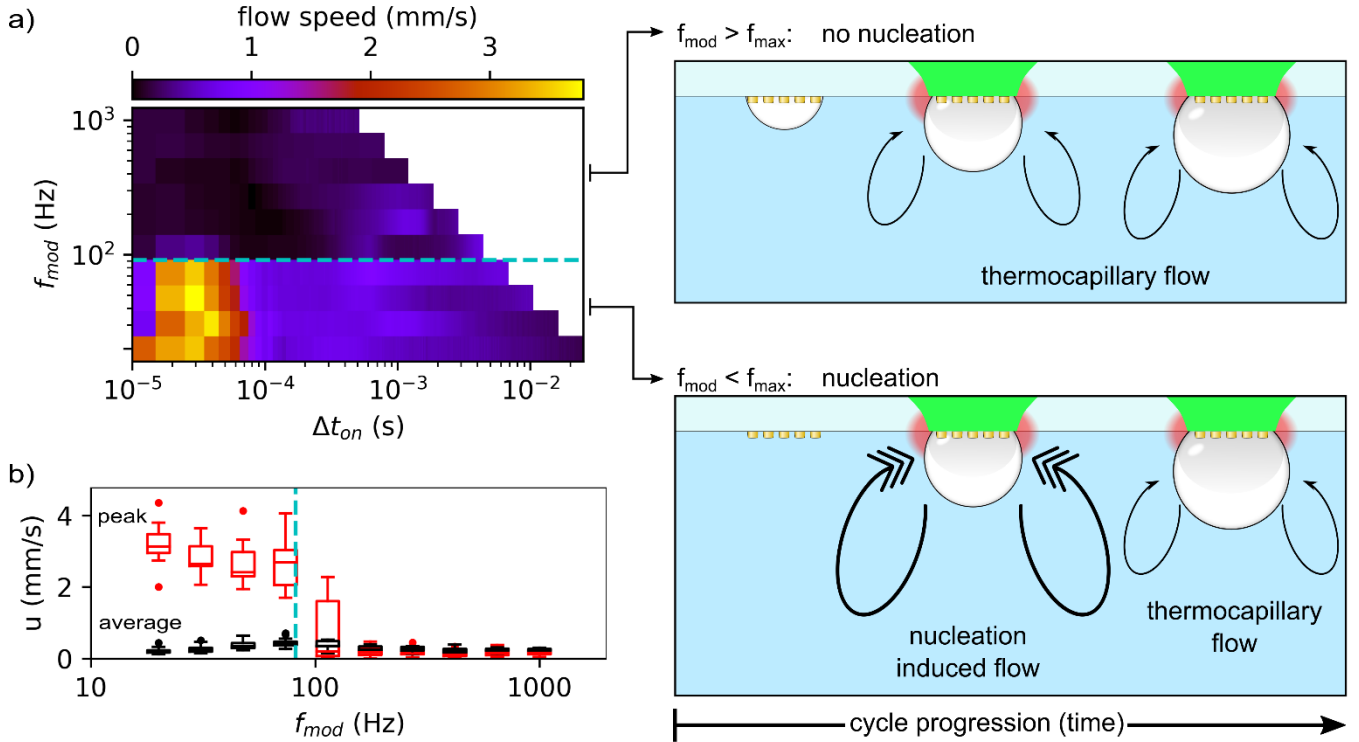 a)
flow speed (mm/s)
0 1 2 3
10³
10²
f_mod (Hz)
10⁻⁵ 10⁻⁴ 10⁻³ 10⁻²
Δt_on (s)
f_mod > f_max: no nucleation
thermocapillary flow
f_mod < f_max: nucleation
nucleation
induced flow
thermocapillary
flow
cycle progression (time)
b)
4
2
0
u (mm/s)
peak
average
10 100 1000
f_mod (Hz)